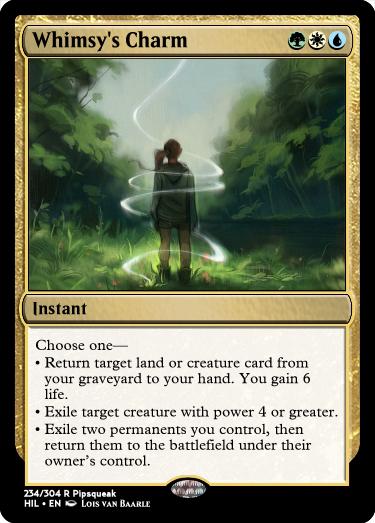 Whimsy's Charm
Instant
Choose one—
• Return target land or creature card from
your graveyard to your hand. You gain 6
life.
• Exile target creature with power 4 or greater.
• Exile two permanents you control, then
return them to the battlefield under their
owner's control.
234/304 R Pipsqueak
HIL • EN Lois van Baarle